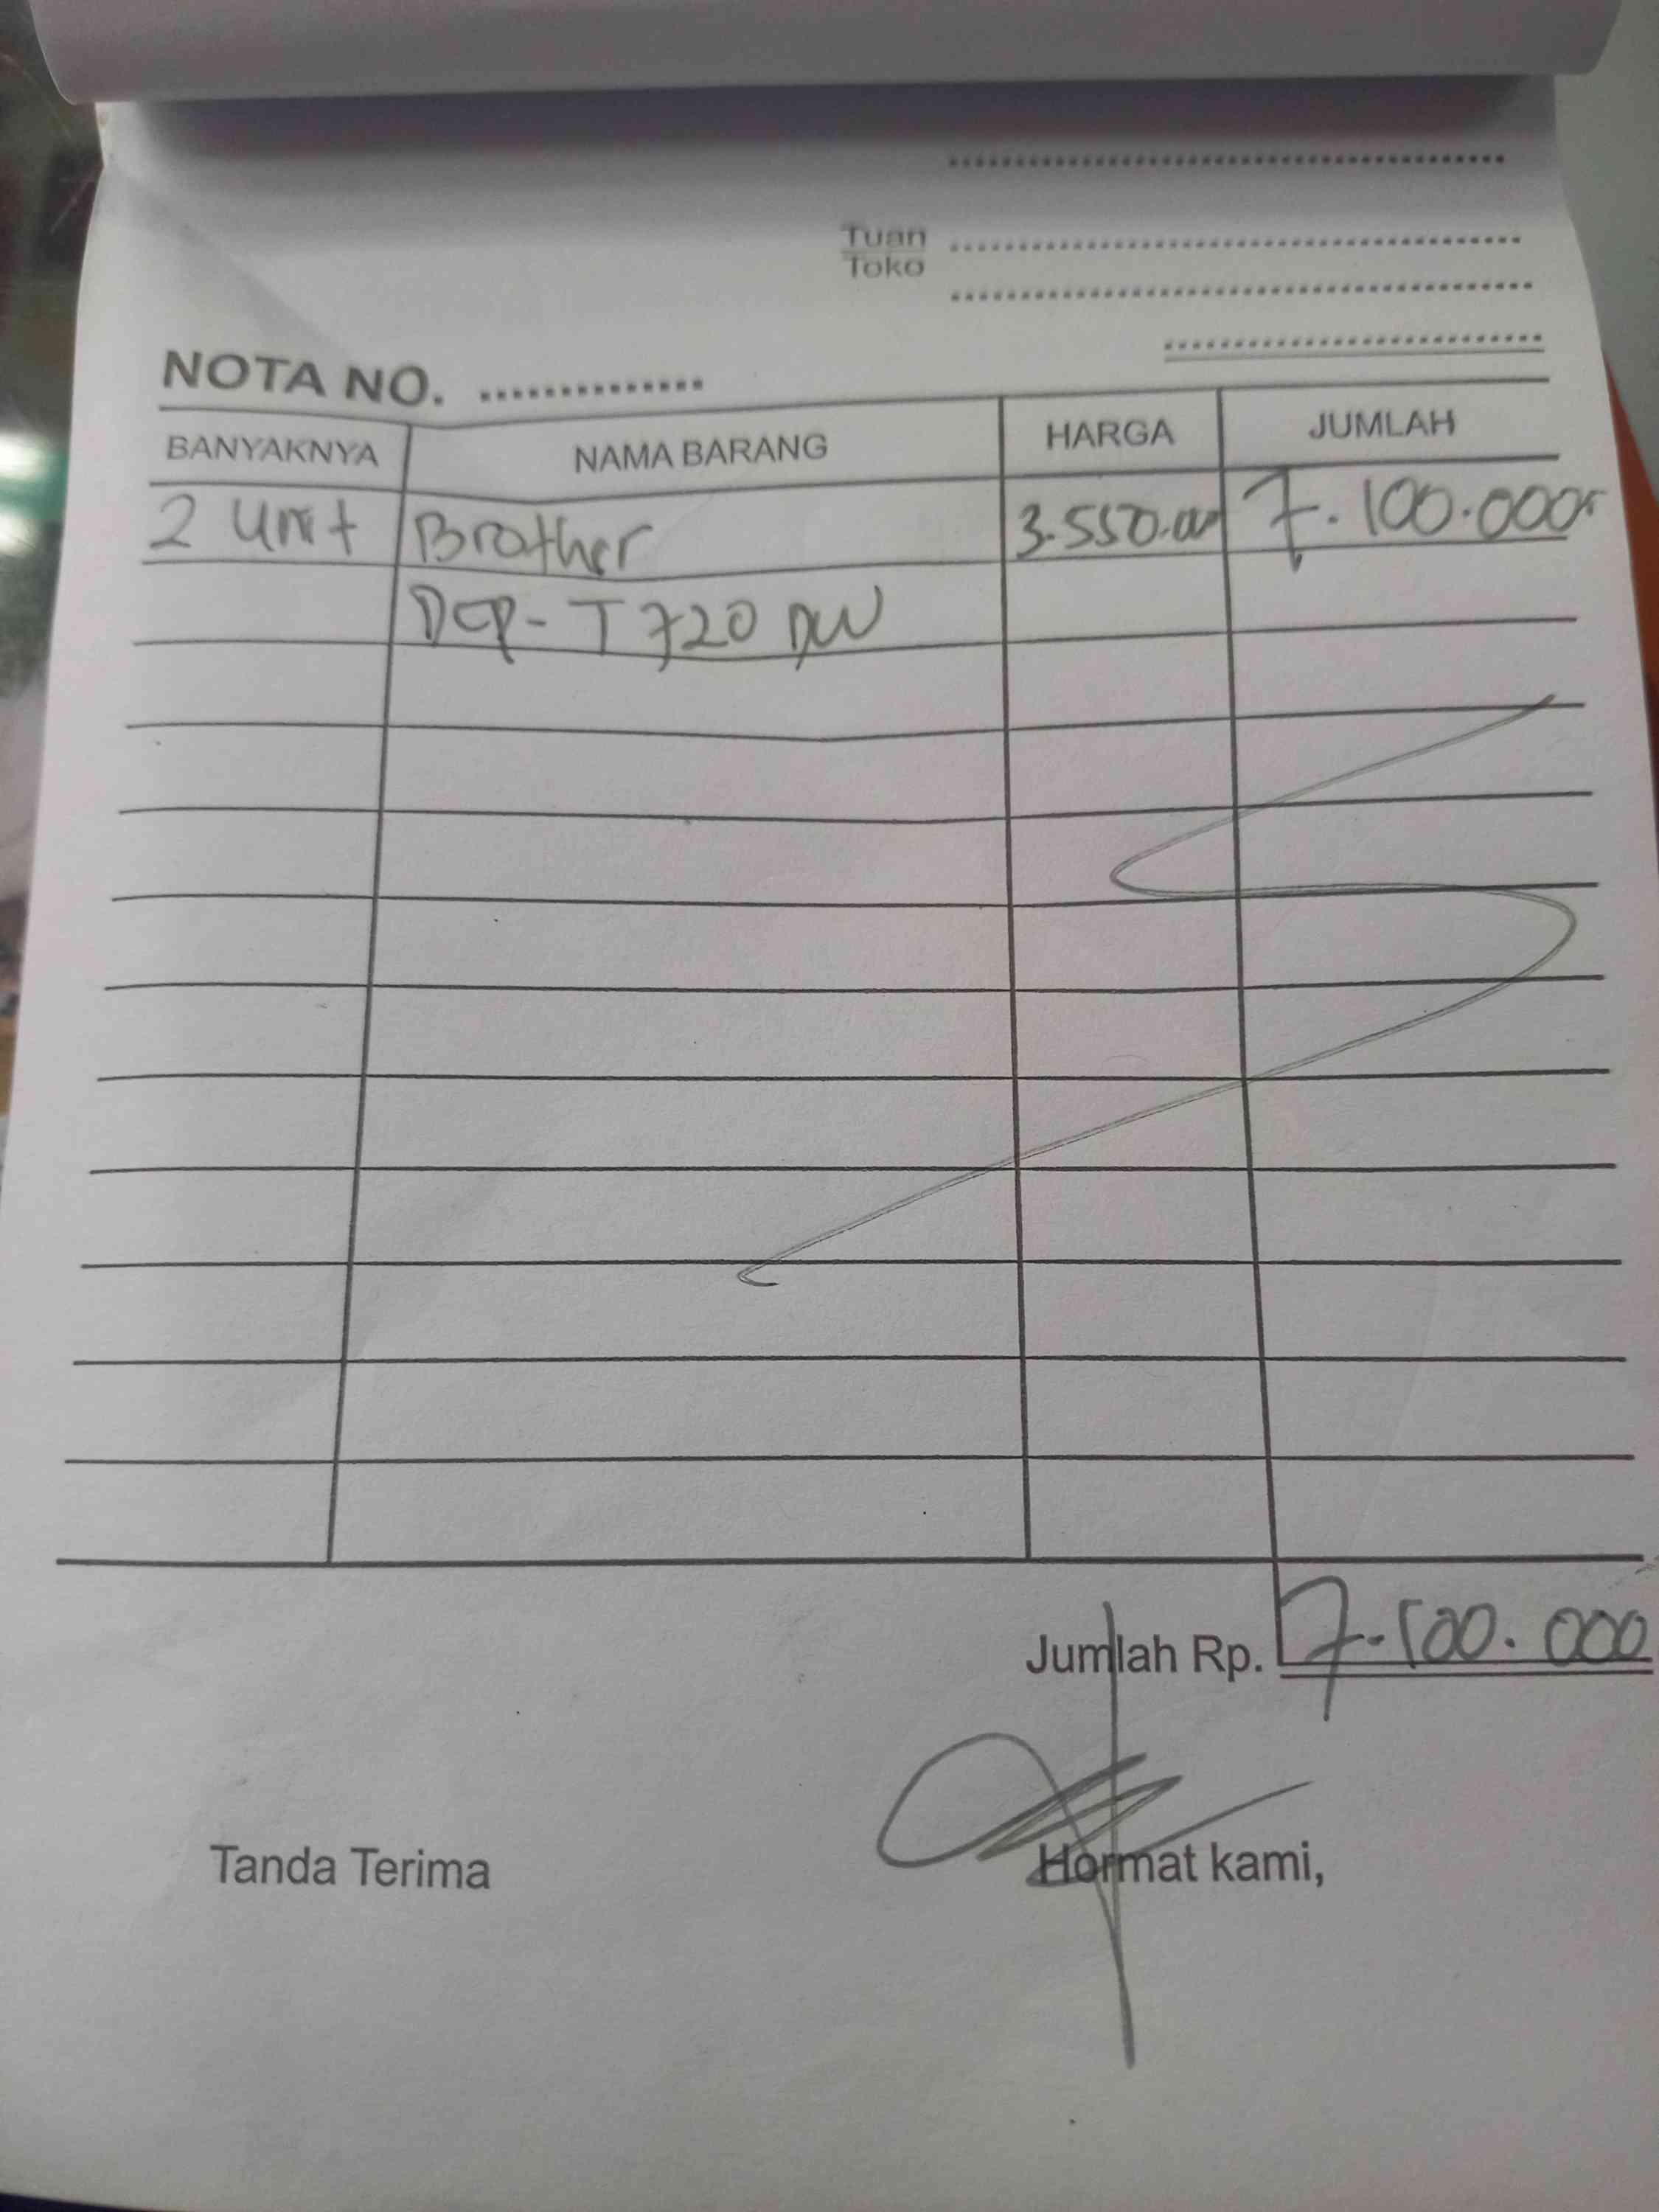 Tuan
Toko
NOTA NO. ..............
BANYAKNYA NAMA BARANG HARGA JUMLAH
2 Unit Brother 3.550.000 7.100.000
DCP- T720 DW
Jumlah Rp. 7.100.000
Tanda Terima Hormat kami,